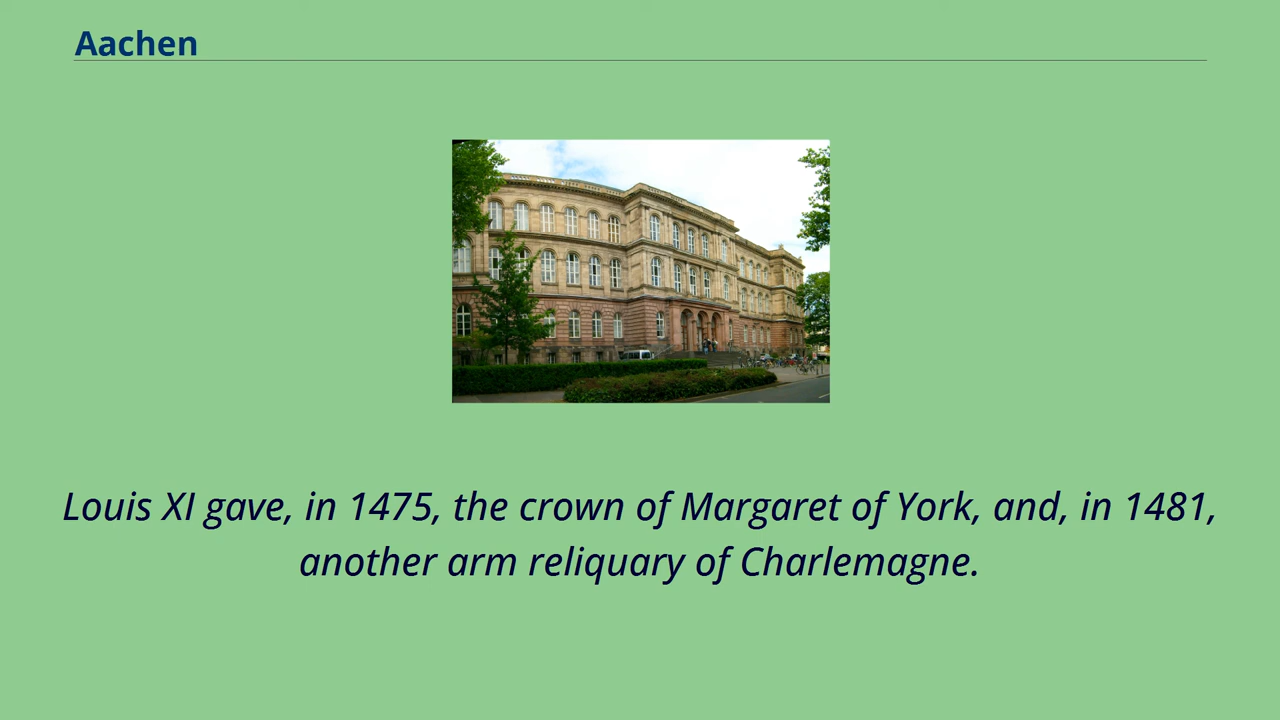 Aachen
Louis XI gave, in 1475, the crown of Margaret of York, and, in 1481,
another arm reliquary of Charlemagne.